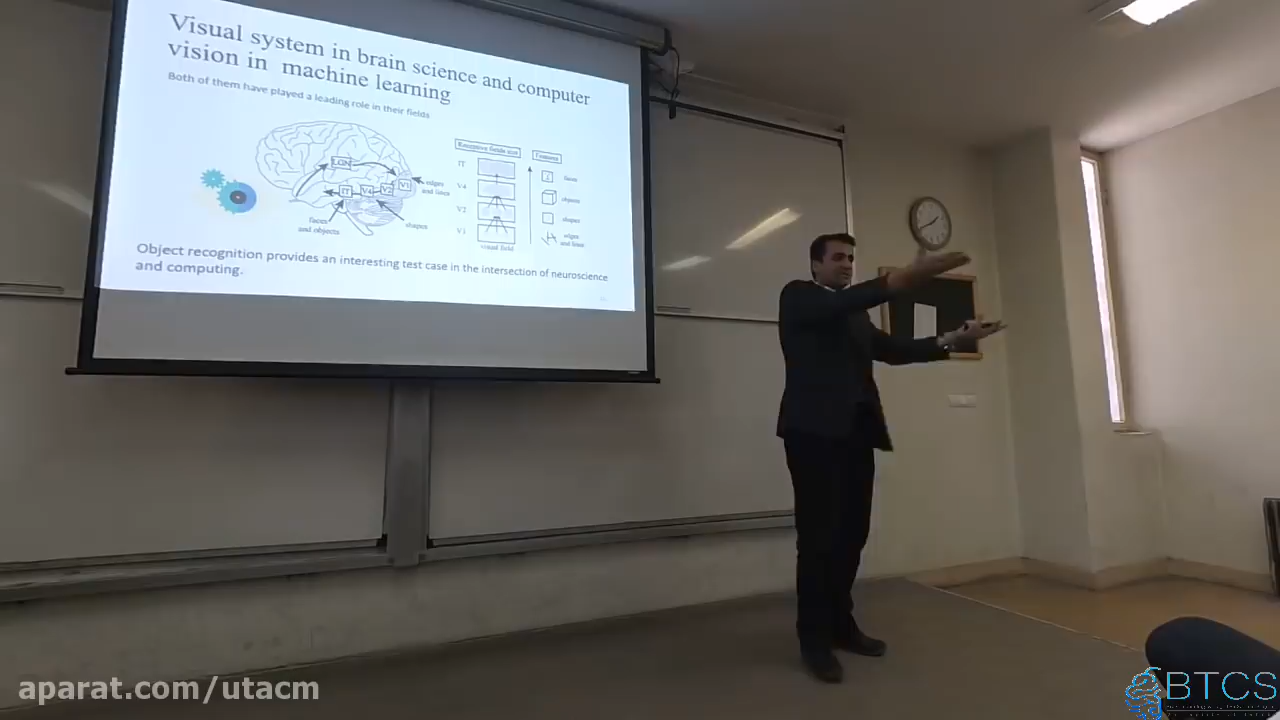 Visual system in brain science and computer
vision in machine learning
Both of them have played a leading role in their fields
LGN
IT V4 V2 V1
edges
and lines
faces
and objects
shapes
Receptive fields size
Features
IT
V4
V2
V1
visual field
faces
objects
shapes
edges
and lines
Object recognition provides an interesting test case in the intersection of neuroscience
and computing.
aparat.com/utacm
BTCS